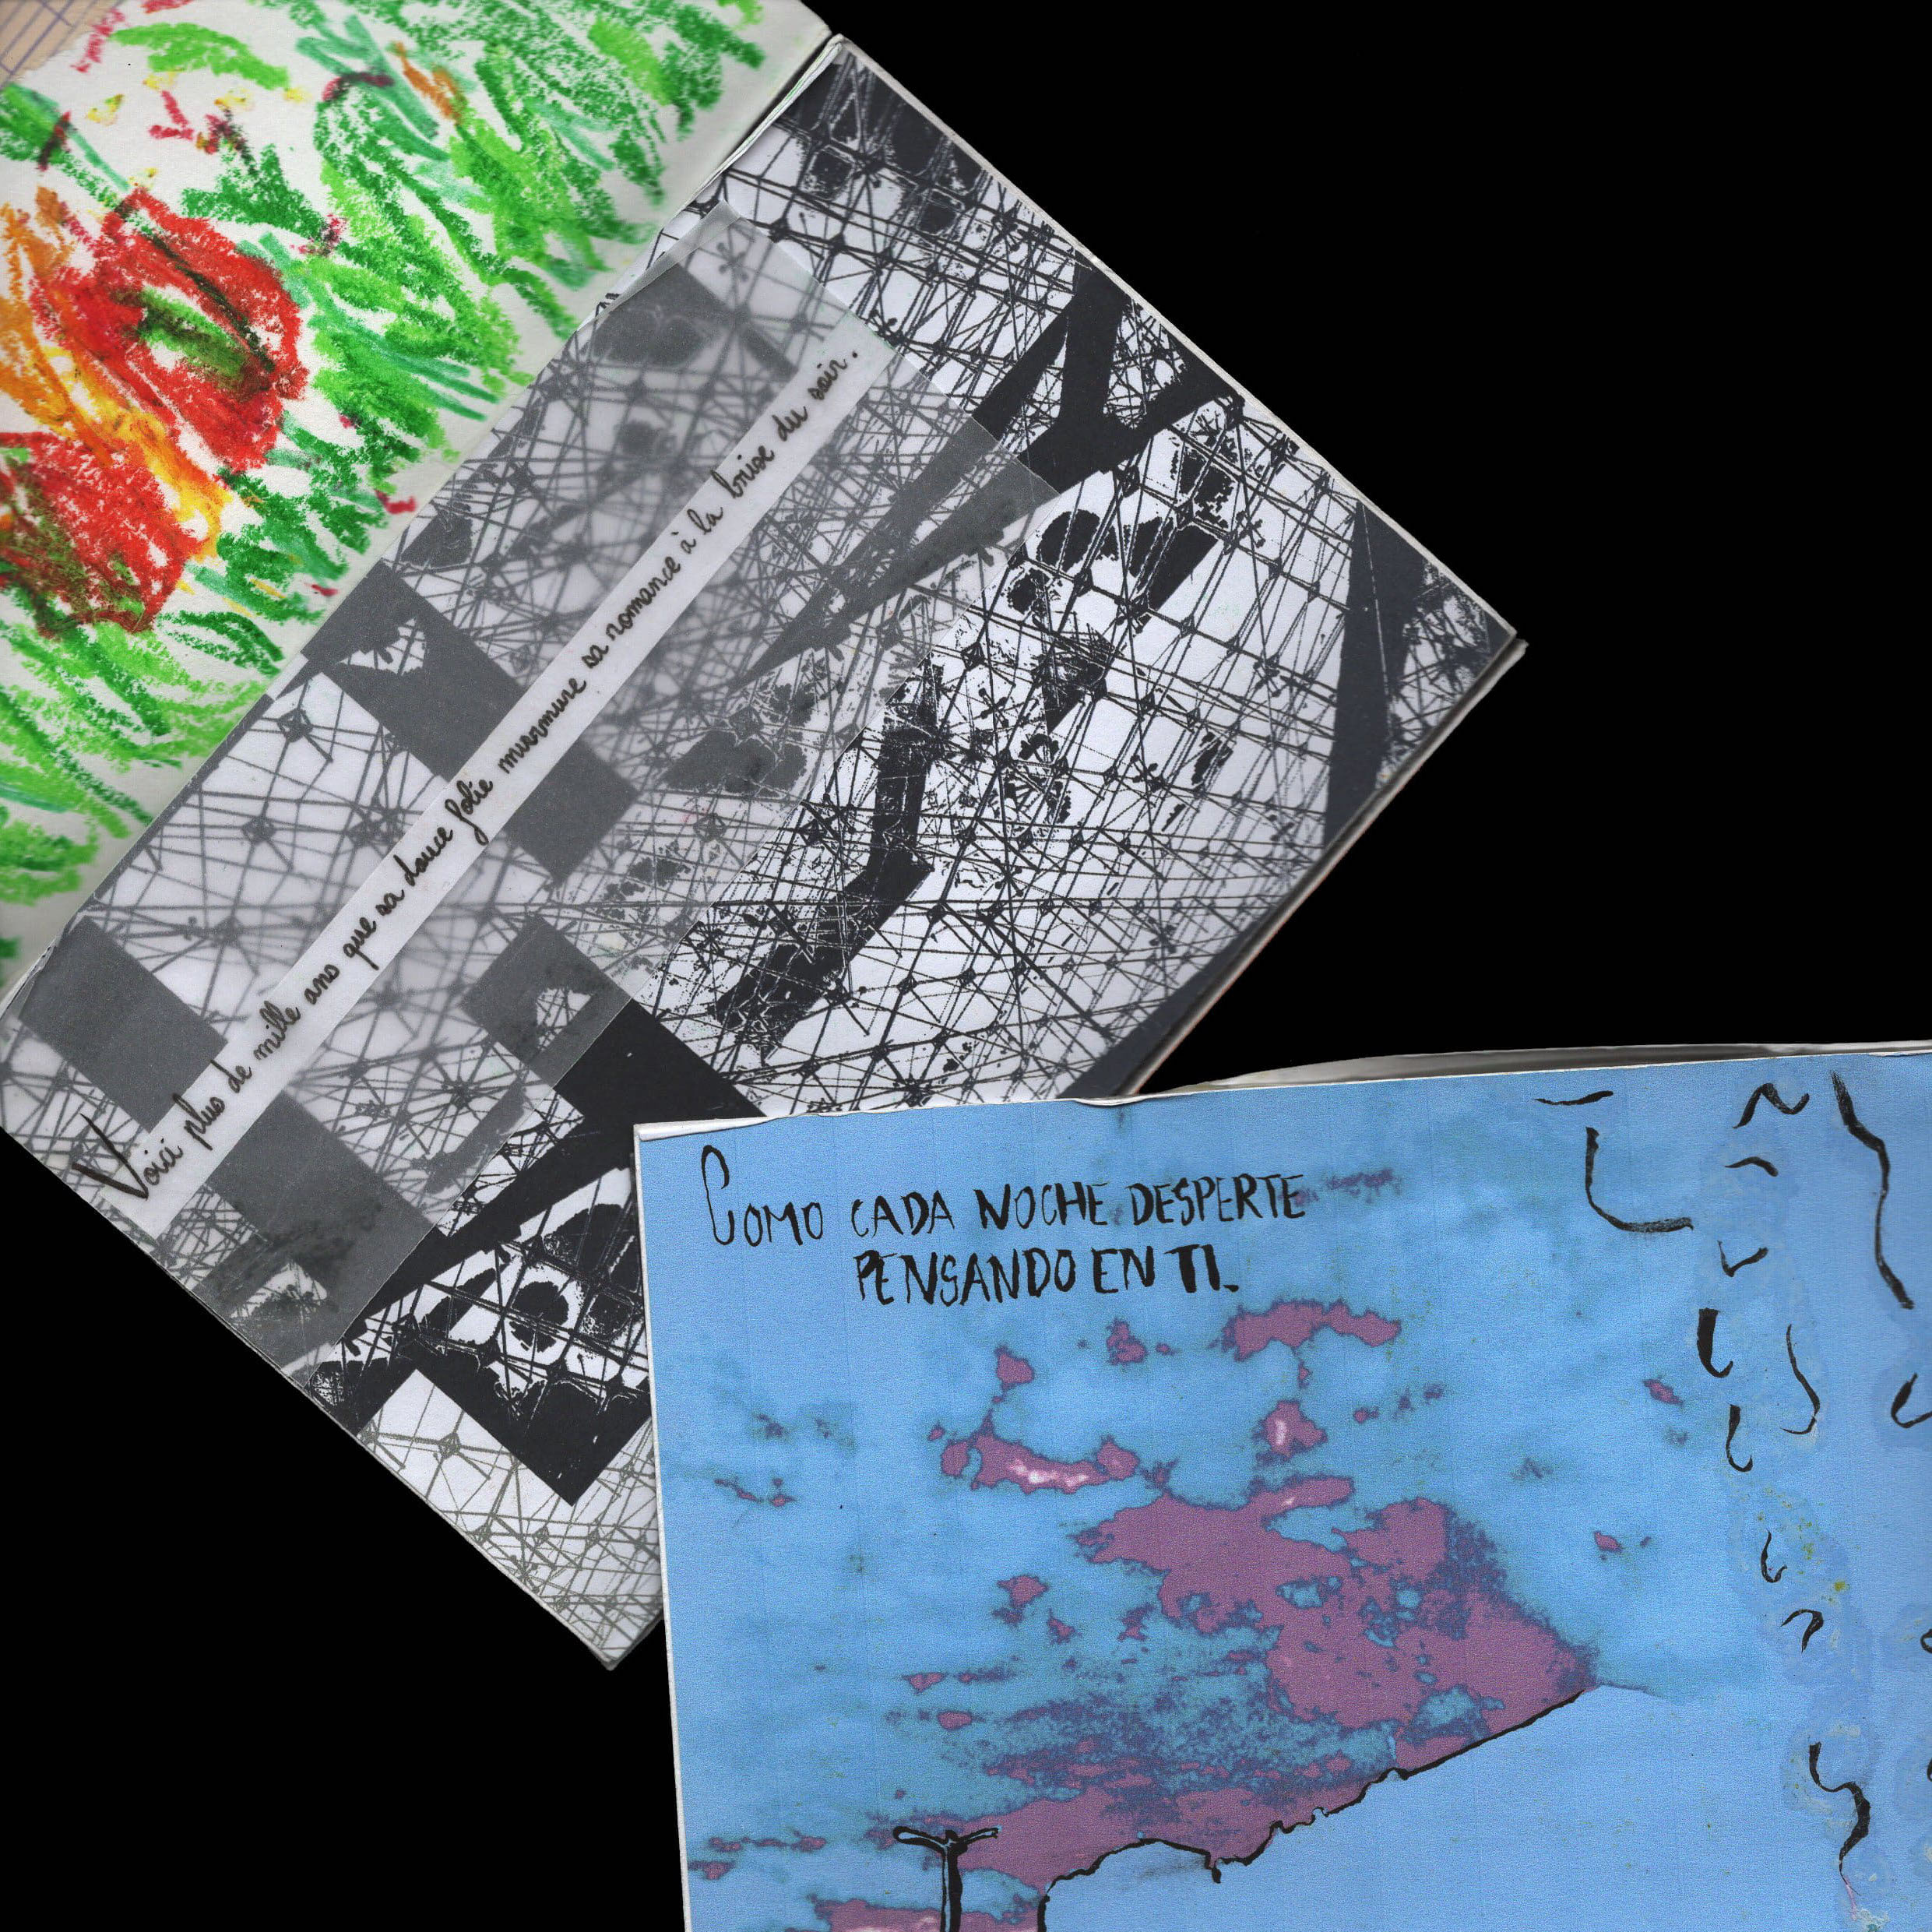 Voici plus de mille ans que sa douce folie murmure sa romance à la brise du soir.
COMO CADA NOCHE DESPERTE
PENSANDO EN TI.